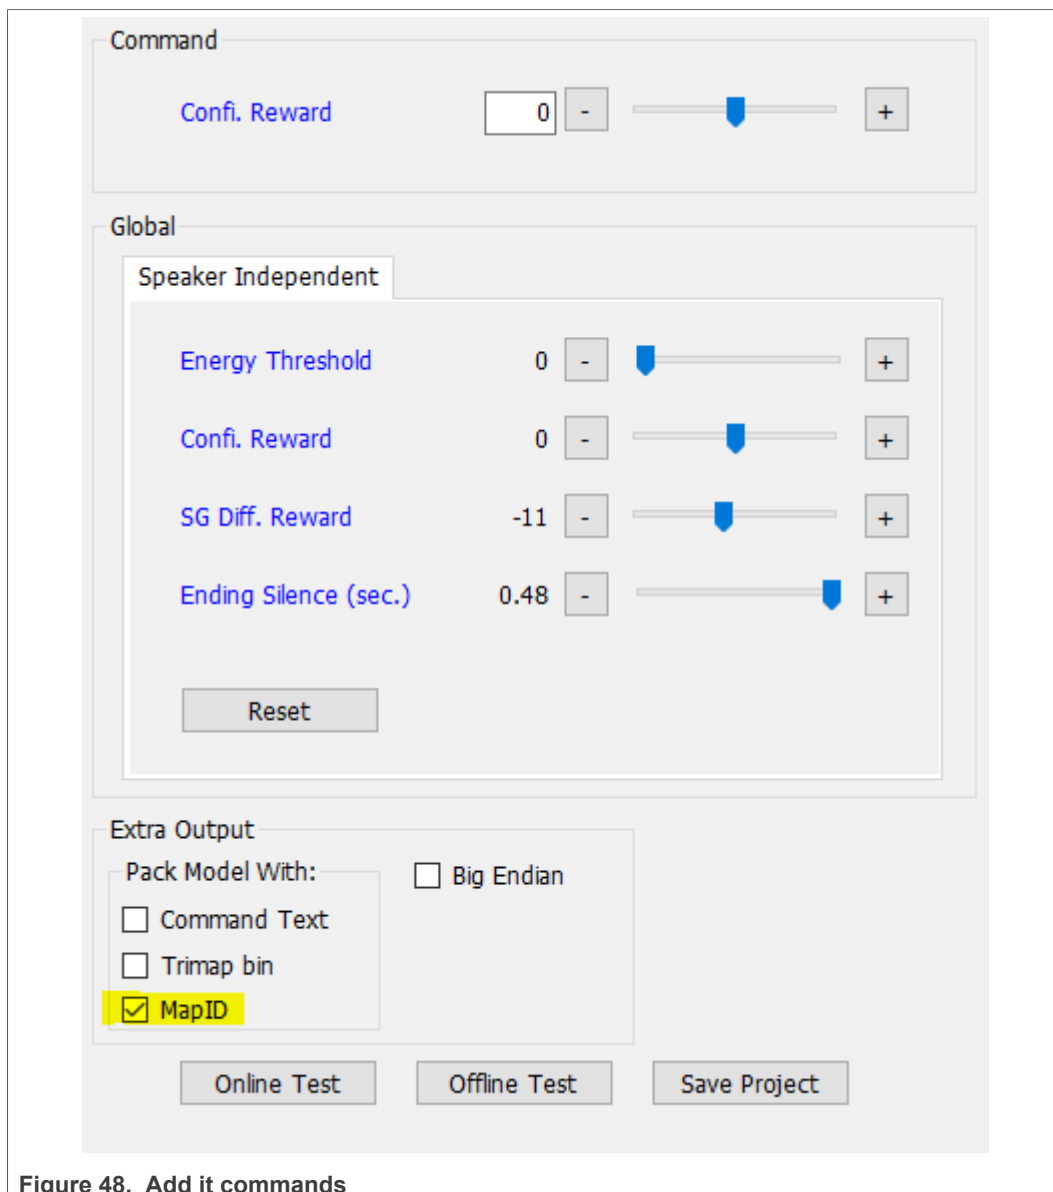 Command
Confi. Reward 0 - +
Global
Speaker Independent
Energy Threshold 0 - +
Confi. Reward 0 - +
SG Diff. Reward -11 - +
Ending Silence (sec.) 0.48 - +
Reset
Extra Output
Pack Model With:
Big Endian
Command Text
Trimap bin
MapID
Online Test Offline Test Save Project
Figure 48. Add it commands